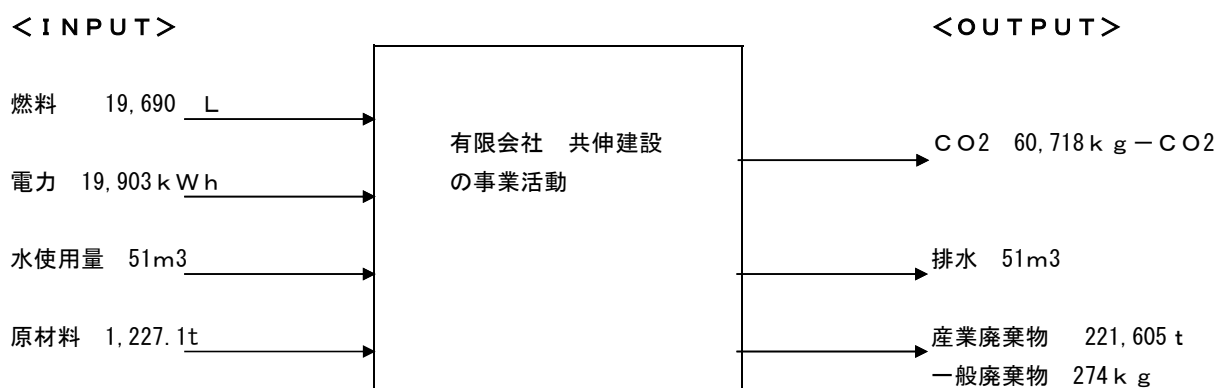 ＜ＩＮＰＵＴ＞
燃料　　19,690　Ｌ
電力　19,903ｋＷｈ
水使用量　51ｍ3
原材料　1,227.1t
有限会社　共伸建設
の事業活動
＜ＯＵＴＰＵＴ＞
ＣＯ2　60,718ｋｇ－ＣＯ2
排水　51ｍ3
産業廃棄物　　221,605ｔ
一般廃棄物　274ｋｇ